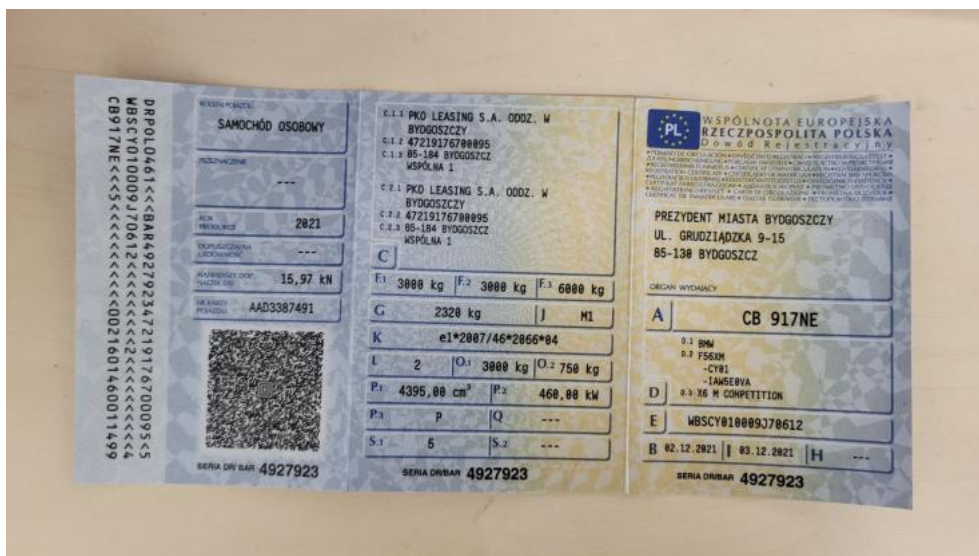 DRPOL0461<<<BAR49279234721917670009S<5
WBSCY010009J70612<<<<<<<<2<<<<<<<<4
CB917NE<<<5<<<<<<<<<<002160146001149​9
RODZAJ POJAZDU
SAMOCHÓD OSOBOWY
PRZEZNACZENIE
---
ROK PRODUKCJI 2021
DOPUSZCZALNA ŁADOWNOŚĆ ---
NAJWIĘKSZY DOP. NACISK OSI 15,97 kN
NR KARTY POJAZDU AAD3387491
SERIA DR/BAR 4927923
C.1.1 PKO LEASING S.A. ODDZ. W
BYDGOSZCZY
C.1.2 47219176700095
C.1.3 85-184 BYDGOSZCZ
WSPÓLNA 1
C.2.1 PKO LEASING S.A. ODDZ. W
BYDGOSZCZY
C.2.2 47219176700095
C.2.3 85-184 BYDGOSZCZ
WSPÓLNA 1
C
F.1 3000 kg F.2 3000 kg F.3 6000 kg
G 2320 kg J M1
K e1*2007/46*2066*04
L 2 O.1 3000 kg O.2 750 kg
P.1 4395,00 cm³ P.2 460,00 kW
P.3 P Q ---
S.1 5 S.2 ---
SERIA DR/BAR 4927923
PL
WSPÓLNOTA EUROPEJSKA
RZECZPOSPOLITA POLSKA
Dowód Rejestracyjny
PREZYDENT MIASTA BYDGOSZCZY
UL. GRUDZIĄDZKA 9-15
85-130 BYDGOSZCZ
ORGAN WYDAJĄCY
A CB 917NE
D.1 BMW
D.2 F56XM
-CY01
-IAW5E0VA
D D.3 X6 M COMPETITION
E WBSCY010009J70612
B 02.12.2021 I 03.12.2021 H ---
SERIA DR/BAR 4927923